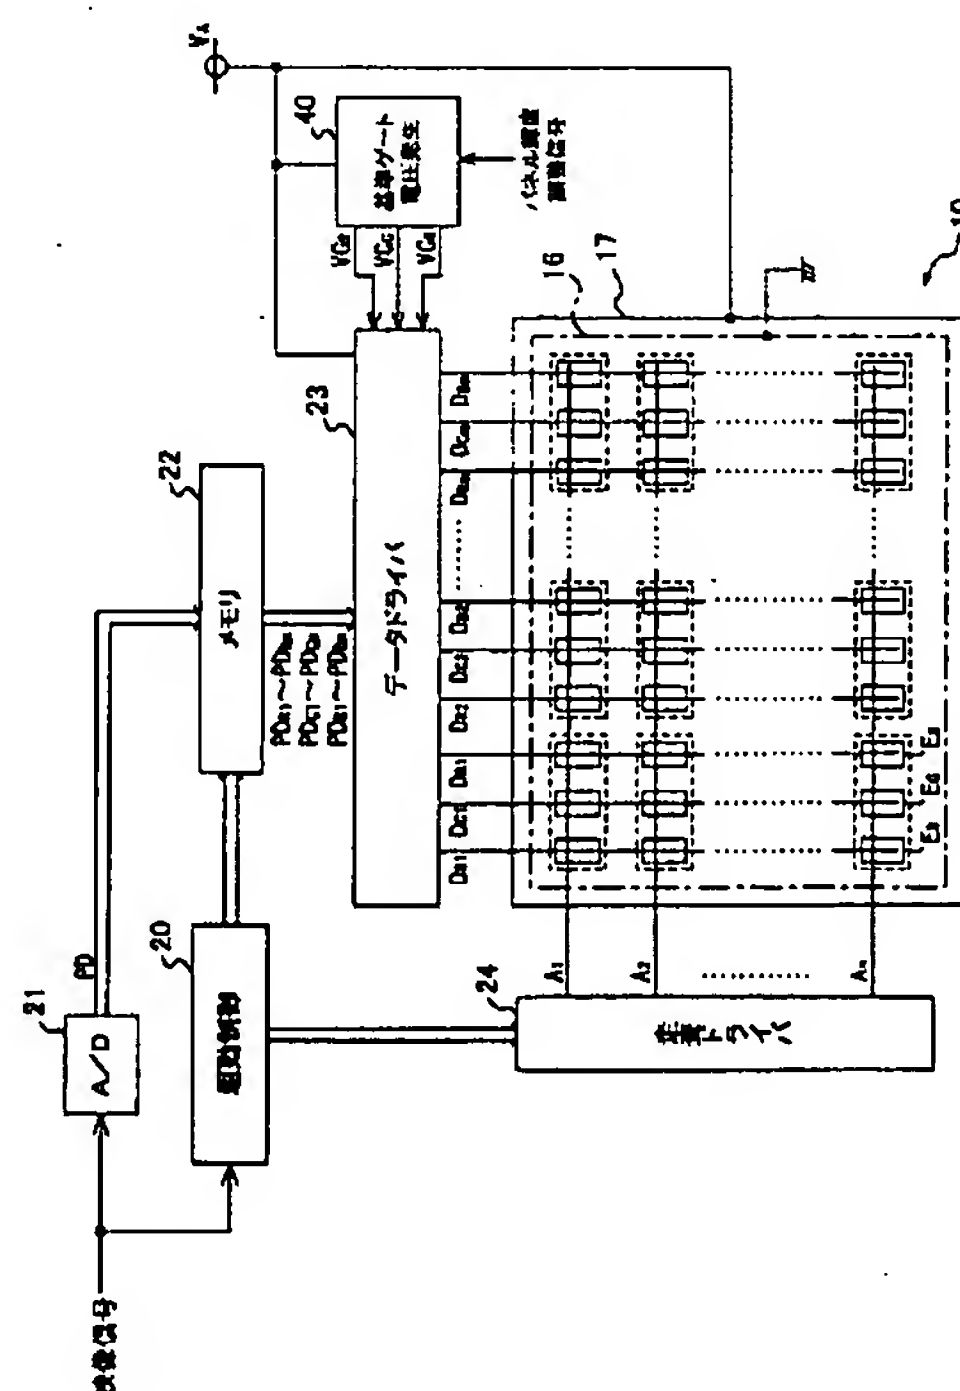 映像信号
21
A/D
PD
20
駆動制御
22
メモリ
PDR1～PDRm
PDG1～PDGm
PDB1～PDBm
23
データドライバ
VA
40
基準ゲート
電圧発生
VGR
VGG
VGB
パネル輝度
調整信号
DR1
DG1
DB1
DR2
DG2
DB2
DRm
DGm
DBm
16
17
10
24
走査ドライバ
A1
A2
An
ER
EG
EB